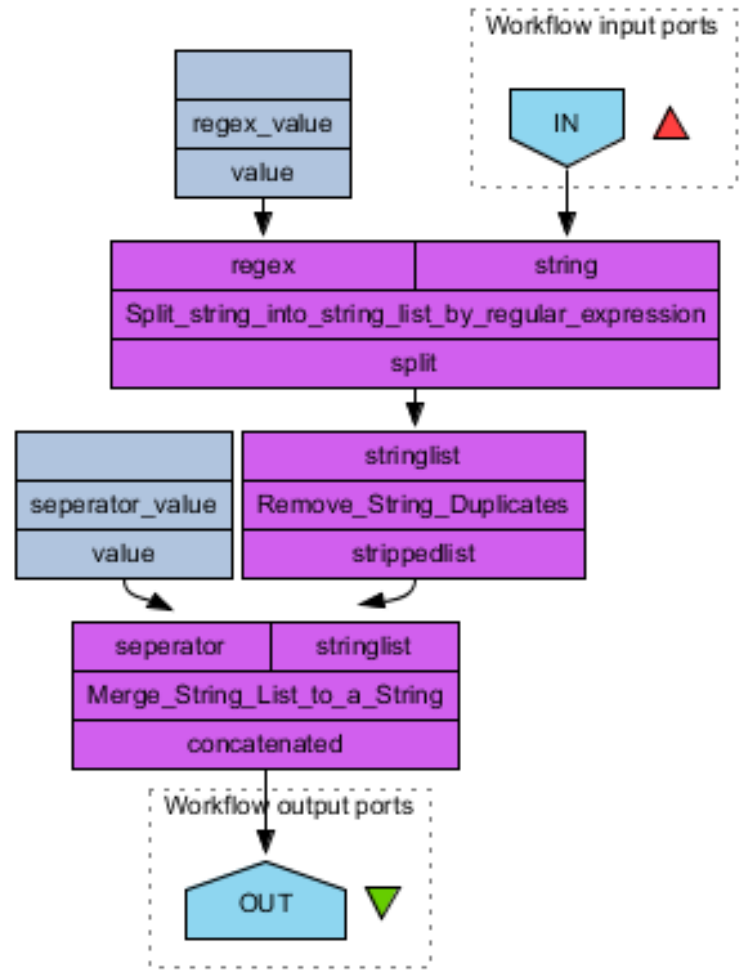 Workflow input ports
regex_value
value
IN
regex
string
Split_string_into_string_list_by_regular_expression
split
seperator_value
value
stringlist
Remove_String_Duplicates
strippedlist
seperator
stringlist
Merge_String_List_to_a_String
concatenated
Workflow output ports
OUT